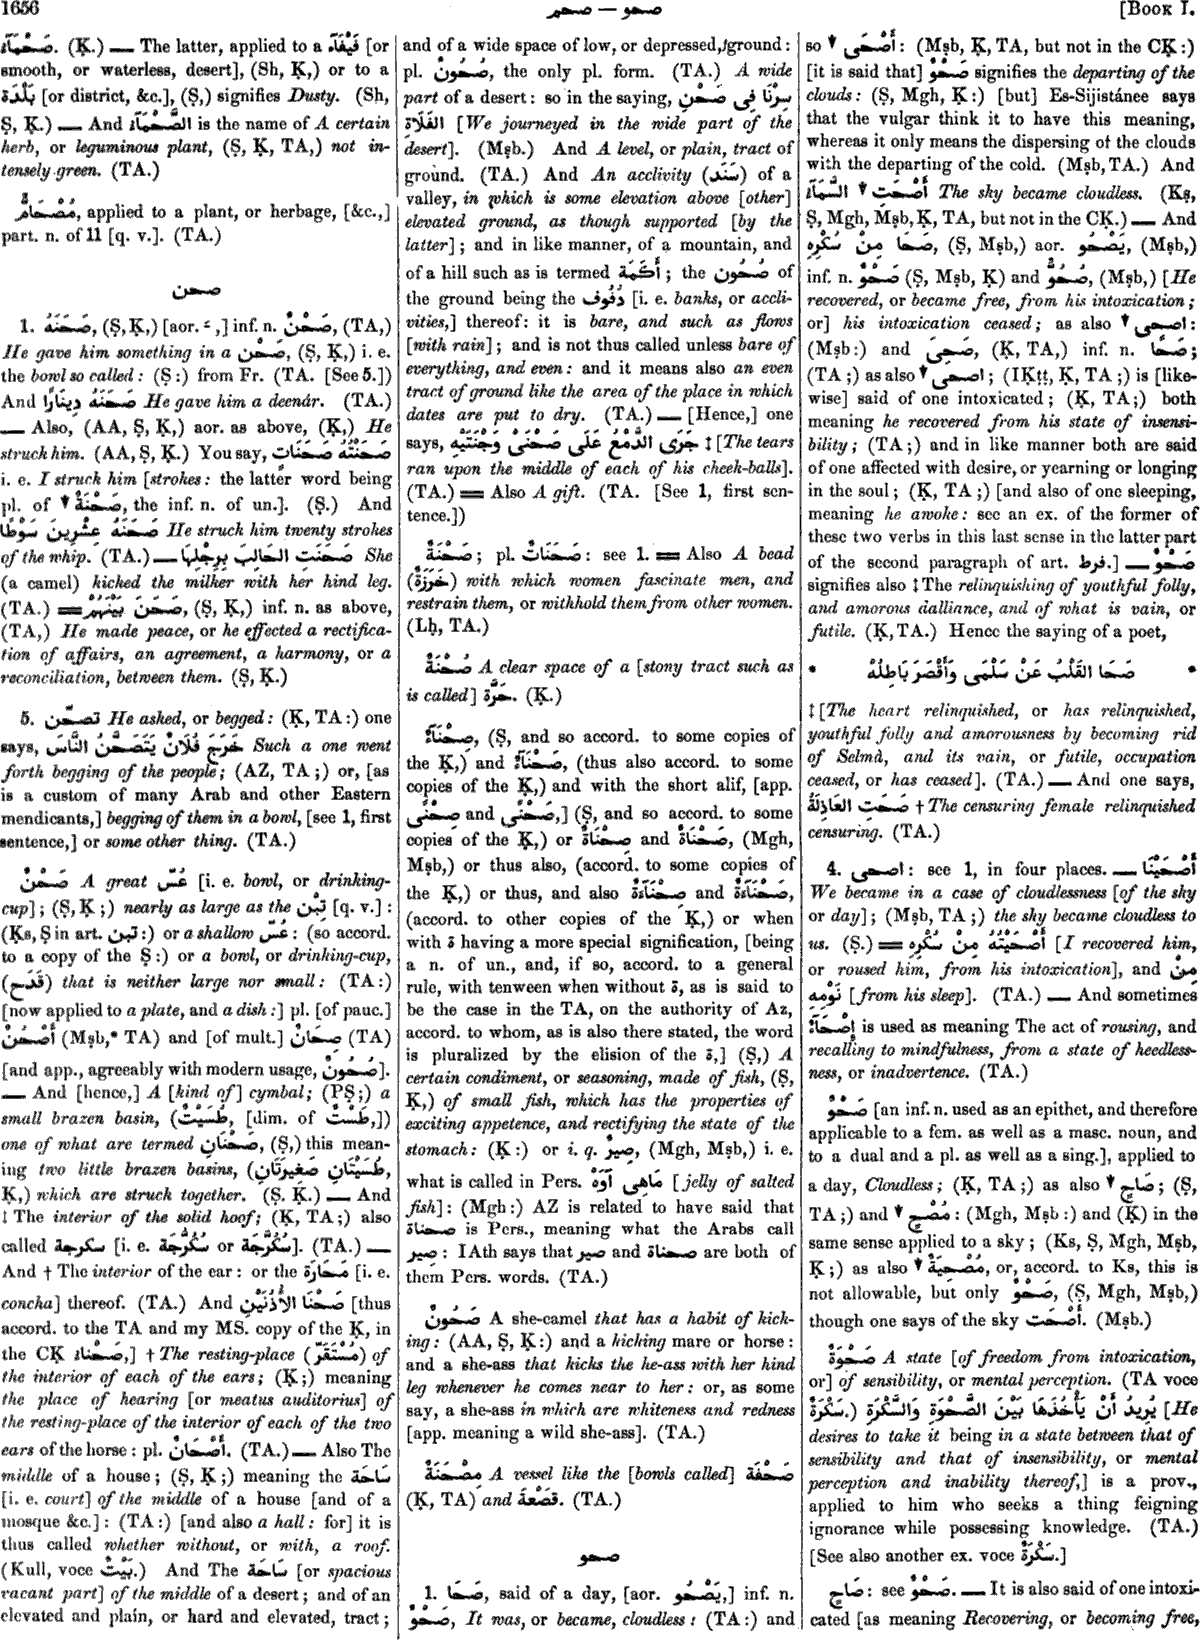 1656
صحو — صحم
[Book I.
صَحْمَآءُ. (Ḳ.) — The latter, applied to a فَيْفَآء [or
smooth, or waterless, desert], (Sh, Ḳ,) or to a
بَلْدَة [or district, &c.], (Ṣ,) signifies Dusty. (Sh,
Ṣ, Ḳ.) — And الصَّحْمَآءُ is the name of A certain
herb, or leguminous plant, (Ṣ, Ḳ, TA,) not in-
tensely green. (TA.)
مُصْحَامٌّ, applied to a plant, or herbage, [&c.,]
part. n. of 11 [q. v.]. (TA.)
صحن
1. صَحَنَهُ, (Ṣ, Ḳ,) [aor. ـَ ,] inf. n. صَحْنٌ, (TA,)
He gave him something in a صَحْن, (Ṣ, Ḳ,) i. e.
the bowl so called: (Ṣ:) from Fr. (TA. [See 5.])
And صَحَنَهُ دِينَارًا He gave him a deenár. (TA.)
— Also, (AA, Ṣ, Ḳ,) aor. as above, (Ḳ,) He
struck him. (AA, Ṣ, Ḳ.) You say, صَحَنْتُهُ صَحَنَاتٍ
i. e. I struck him [strokes: the latter word being
pl. of ▼ صَحْنَةٌ, the inf. n. of un.]. (Ṣ.) And
صَحَنَهُ عِشْرِينَ سَوْطًا He struck him twenty strokes
of the whip. (TA.) — صَحَنَتِ الحَالِبَ بِرِجْلِهَا She
(a camel) kicked the milker with her hind leg.
(TA.) = صَحَنَ بَيْنَهُمْ, (Ṣ, Ḳ,) inf. n. as above,
(TA,) He made peace, or he effected a rectifica-
tion of affairs, an agreement, a harmony, or a
reconciliation, between them. (Ṣ, Ḳ.)
5. تصحّن He asked, or begged: (Ḳ, TA:) one
says, خَرَجَ فُلَانٌ يَتَصَحَّنُ النَّاسَ Such a one went
forth begging of the people; (AZ, TA;) or, [as
is a custom of many Arab and other Eastern
mendicants,] begging of them in a bowl, [see 1, first
sentence,] or some other thing. (TA.)
صَحْنٌ A great عُسّ [i. e. bowl, or drinking-
cup]; (Ṣ, Ḳ;) nearly as large as the تِبْن [q. v.]:
(Ks, Ṣ in art. تبن:) or a shallow عُسّ: (so accord.
to a copy of the Ṣ:) or a bowl, or drinking-cup,
(قَدَح) that is neither large nor small: (TA:)
[now applied to a plate, and a dish:] pl. [of pauc.]
أَصْحُنٌ (Mṣb,* TA) and [of mult.] صِحَانٌ (TA)
[and app., agreeably with modern usage, صُحُونٌ].
— And [hence,] A [kind of] cymbal; (PṢ;) a
small brazen basin, (طُسَيْتٌ, [dim. of طَسْتٌ,])
one of what are termed صَحْنَانِ, (Ṣ,) this mean-
ing two little brazen basins, (طُسَيْتَانِ صَغِيرَتَانِ,
Ḳ,) which are struck together. (Ṣ. Ḳ.) — And
‡ The interior of the solid hoof; (Ḳ, TA;) also
called سكرجة [i. e. سُكُرَّجَة or سُكُرُّجَة]. (TA.) —
And † The interior of the ear: or the مَحَارَة [i. e.
concha] thereof. (TA.) And صَحْنَا الأُذُنَيْنِ [thus
accord. to the TA and my MS. copy of the Ḳ, in
the CḲ صَحْناءُ,] † The resting-place (مُسْتَقَرّ) of
the interior of each of the ears; (Ḳ;) meaning
the place of hearing [or meatus auditorius] of
the resting-place of the interior of each of the two
ears of the horse: pl. أَصْحَانٌ. (TA.) — Also The
middle of a house; (Ṣ, Ḳ;) meaning the سَاحَة
[i. e. court] of the middle of a house [and of a
mosque &c.]: (TA:) [and also a hall: for] it is
thus called whether without, or with, a roof.
(Kull, voce بَيْتٌ.) And The سَاحَة [or spacious
vacant part] of the middle of a desert; and of an
elevated and plain, or hard and elevated, tract;
and of a wide space of low, or depressed, ground:
pl. صُحُونٌ, the only pl. form. (TA.) A wide
part of a desert: so in the saying, سِرْنَا فِى صَحْنِ
الفَلَاةِ [We journeyed in the wide part of the
desert]. (Mṣb.) And A level, or plain, tract of
ground. (TA.) And An acclivity (سَنَد) of a
valley, in which is some elevation above [other]
elevated ground, as though supported [by the
latter]; and in like manner, of a mountain, and
of a hill such as is termed أَكَمَة; the صُحُون of
the ground being the دُفُوف [i. e. banks, or accli-
vities,] thereof: it is bare, and such as flows
[with rain]; and is not thus called unless bare of
everything, and even: and it means also an even
tract of ground like the area of the place in which
dates are put to dry. (TA.) — [Hence,] one
says, جَرَى الدَّمْعُ عَلَى صَحْنَىْ وَجْنَتَيْهِ ‡ [The tears
ran upon the middle of each of his cheek-balls].
(TA.) = Also A gift. (TA. [See 1, first sen-
tence.])
صَحْنَةٌ; pl. صَحَنَاتٌ: see 1. = Also A bead
(خَرَزَة) with which women fascinate men, and
restrain them, or withhold them from other women.
(Lḥ, TA.)
صُحْنَةٌ A clear space of a [stony tract such as
is called] حَرَّة. (Ḳ.)
صِحْنَآءٌ, (Ṣ, and so accord. to some copies of
the Ḳ,) and صَحْنَآءٌ, (thus also accord. to some
copies of the Ḳ,) and with the short alif, [app.
صَحْنًى and صِحْنًى,] (Ṣ, and so accord. to some
copies of the Ḳ,) or صِحْنَاةٌ and صَحْنَاةٌ, (Mgh,
Mṣb,) or thus also, (accord. to some copies of
the Ḳ,) or thus, and also صِحْنَاءَةٌ and صَحْنَاءَةٌ,
(accord. to other copies of the Ḳ,) or when
with ة having a more special signification, [being
a n. of un., and, if so, accord. to a general
rule, with tenween when without ة, as is said to
be the case in the TA, on the authority of Az,
accord. to whom, as is also there stated, the word
is pluralized by the elision of the ة,] (Ṣ,) A
certain condiment, or seasoning, made of fish, (Ṣ,
Ḳ,) of small fish, which has the properties of
exciting appetence, and rectifying the state of the
stomach: (Ḳ:) or i. q. صِيرٌ, (Mgh, Mṣb,) i. e.
what is called in Pers. مَاهِى آوَهْ [jelly of salted
fish]: (Mgh:) AZ is related to have said that
صحناة is Pers., meaning what the Arabs call
صير: IAth says that صير and صحناة are both of
them Pers. words. (TA.)
صَحُونٌ A she-camel that has a habit of kick-
ing: (AA, Ṣ, Ḳ:) and a kicking mare or horse:
and a she-ass that kicks the he-ass with her hind
leg whenever he comes near to her: or, as some
say, a she-ass in which are whiteness and redness
[app. meaning a wild she-ass]. (TA.)
مِصْحَنَةٌ A vessel like the [bowls called] صَحْفَة
(Ḳ, TA) and قَصْعَة. (TA.)
صحو
1. صَحَا, said of a day, [aor. يَصْحُو,] inf. n.
صَحْوٌ, It was, or became, cloudless: (TA:) and
so ▼ أَصْحَى: (Mṣb, Ḳ, TA, but not in the CḲ:)
[it is said that] صَحْوٌ signifies the departing of the
clouds: (Ṣ, Mgh, Ḳ:) [but] Es-Sijistánee says
that the vulgar think it to have this meaning,
whereas it only means the dispersing of the clouds
with the departing of the cold. (Mṣb, TA.) And
أَصْحَتِ ▼ السَّمَآءُ The sky became cloudless. (Ks,
Ṣ, Mgh, Mṣb, Ḳ, TA, but not in the CḲ.) — And
صَحَا مِنْ سُكْرِهِ, (Ṣ, Mṣb,) aor. يَصْحُو, (Mṣb,)
inf. n. صَحْوٌ (Ṣ, Mṣb, Ḳ) and صُحُوٌّ, (Mṣb,) [He
recovered, or became free, from his intoxication;
or] his intoxication ceased; as also ▼ اصحى:
(Mṣb:) and صَحِىَ, (Ḳ, TA,) inf. n. صَحًا;
(TA;) as also ▼ اصحى; (IḲṭṭ, Ḳ, TA;) is [like-
wise] said of one intoxicated; (Ḳ, TA;) both
meaning he recovered from his state of insensi-
bility; (TA;) and in like manner both are said
of one affected with desire, or yearning or longing
in the soul; (Ḳ, TA;) [and also of one sleeping,
meaning he awoke: see an ex. of the former of
these two verbs in this last sense in the latter part
of the second paragraph of art. فرط.] — صَحْوٌ
signifies also ‡ The relinquishing of youthful folly,
and amorous dalliance, and of what is vain, or
futile. (Ḳ, TA.) Hence the saying of a poet,
* صَحَا القَلْبُ عَنْ سَلْمَى وَأَقْصَرَ بَاطِلُهْ *
‡ [The heart relinquished, or has relinquished,
youthful folly and amorousness by becoming rid
of Selmà, and its vain, or futile, occupation
ceased, or has ceased]. (TA.) — And one says,
صَحَتِ العَاذِلَةُ † The censuring female relinquished
censuring. (TA.)
4. اصحى: see 1, in four places. — أَصْحَيْنَا
We became in a case of cloudlessness [of the sky
or day]; (Mṣb, TA;) the sky became cloudless to
us. (Ṣ.) = أَصْحَيْتُهُ مِنْ سُكْرِهِ [I recovered him,
or roused him, from his intoxication], and مِنْ
نَوْمِهِ [from his sleep]. (TA.) — And sometimes
إِصْحَآءٌ is used as meaning The act of rousing, and
recalling to mindfulness, from a state of heedless-
ness, or inadvertence. (TA.)
صَحْوٌ [an inf. n. used as an epithet, and therefore
applicable to a fem. as well as a masc. noun, and
to a dual and a pl. as well as a sing.], applied to
a day, Cloudless; (Ḳ, TA;) as also ▼ صَاحٍ; (Ṣ,
TA;) and ▼ مُصْحٍ: (Mgh, Mṣb:) and (Ḳ) in the
same sense applied to a sky; (Ks, Ṣ, Mgh, Mṣb,
Ḳ;) as also ▼ مُصْحِيَةٌ, or, accord. to Ks, this is
not allowable, but only صَحْوٌ, (Ṣ, Mgh, Mṣb,)
though one says of the sky أَصْحَت. (Mṣb.)
صَحْوَةٌ A state [of freedom from intoxication,
or] of sensibility, or mental perception. (TA voce
سَكْرَةٌ.) يُرِيدُ أَنْ يَأْخُذَهَا بَيْنَ الصَّحْوَةِ وَالسَّكْرَةِ [He
desires to take it being in a state between that of
sensibility and that of insensibility, or mental
perception and inability thereof,] is a prov.,
applied to him who seeks a thing feigning
ignorance while possessing knowledge. (TA.)
[See also another ex. voce سَكْرَةٌ.]
صَاحٍ: see صَحْوٌ. — It is also said of one intoxi-
cated [as meaning Recovering, or becoming free,